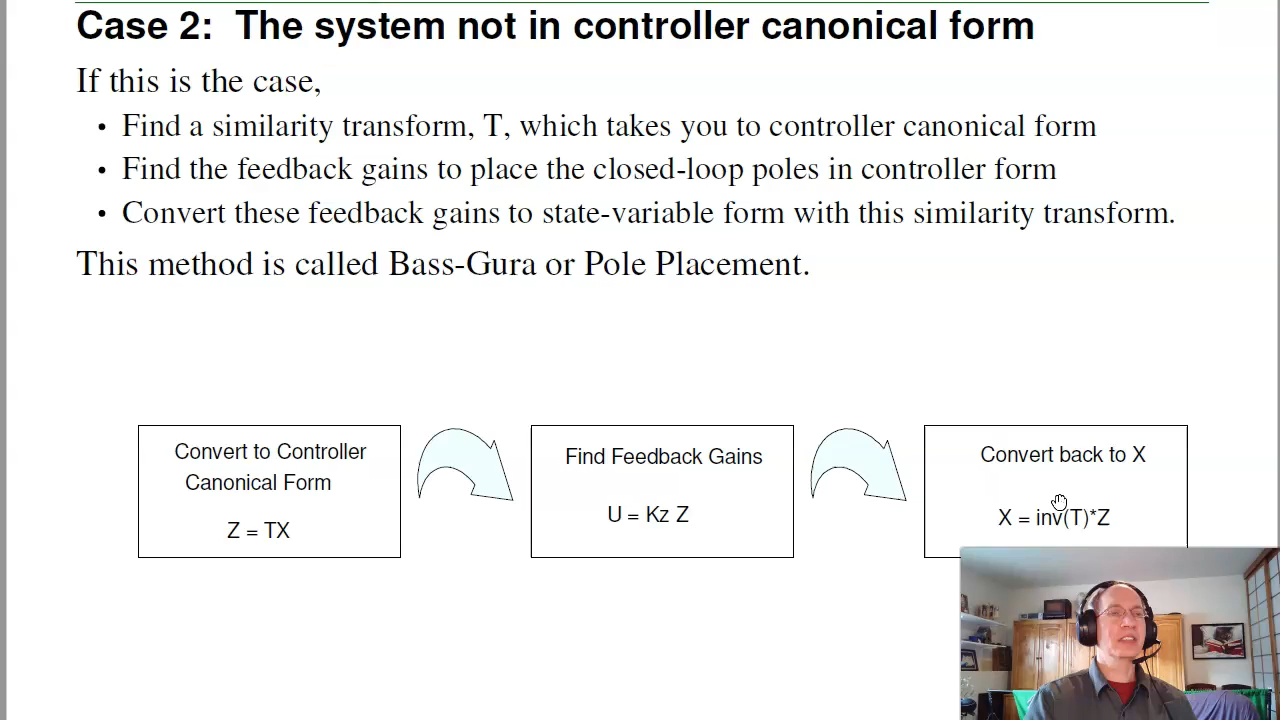 Case 2: The system not in controller canonical form
If this is the case,
• Find a similarity transform, T, which takes you to controller canonical form
• Find the feedback gains to place the closed-loop poles in controller form
• Convert these feedback gains to state-variable form with this similarity transform.
This method is called Bass-Gura or Pole Placement.
Convert to Controller
Canonical Form
Z = TX
Find Feedback Gains
U = Kz Z
Convert back to X
X = inv(T)*Z